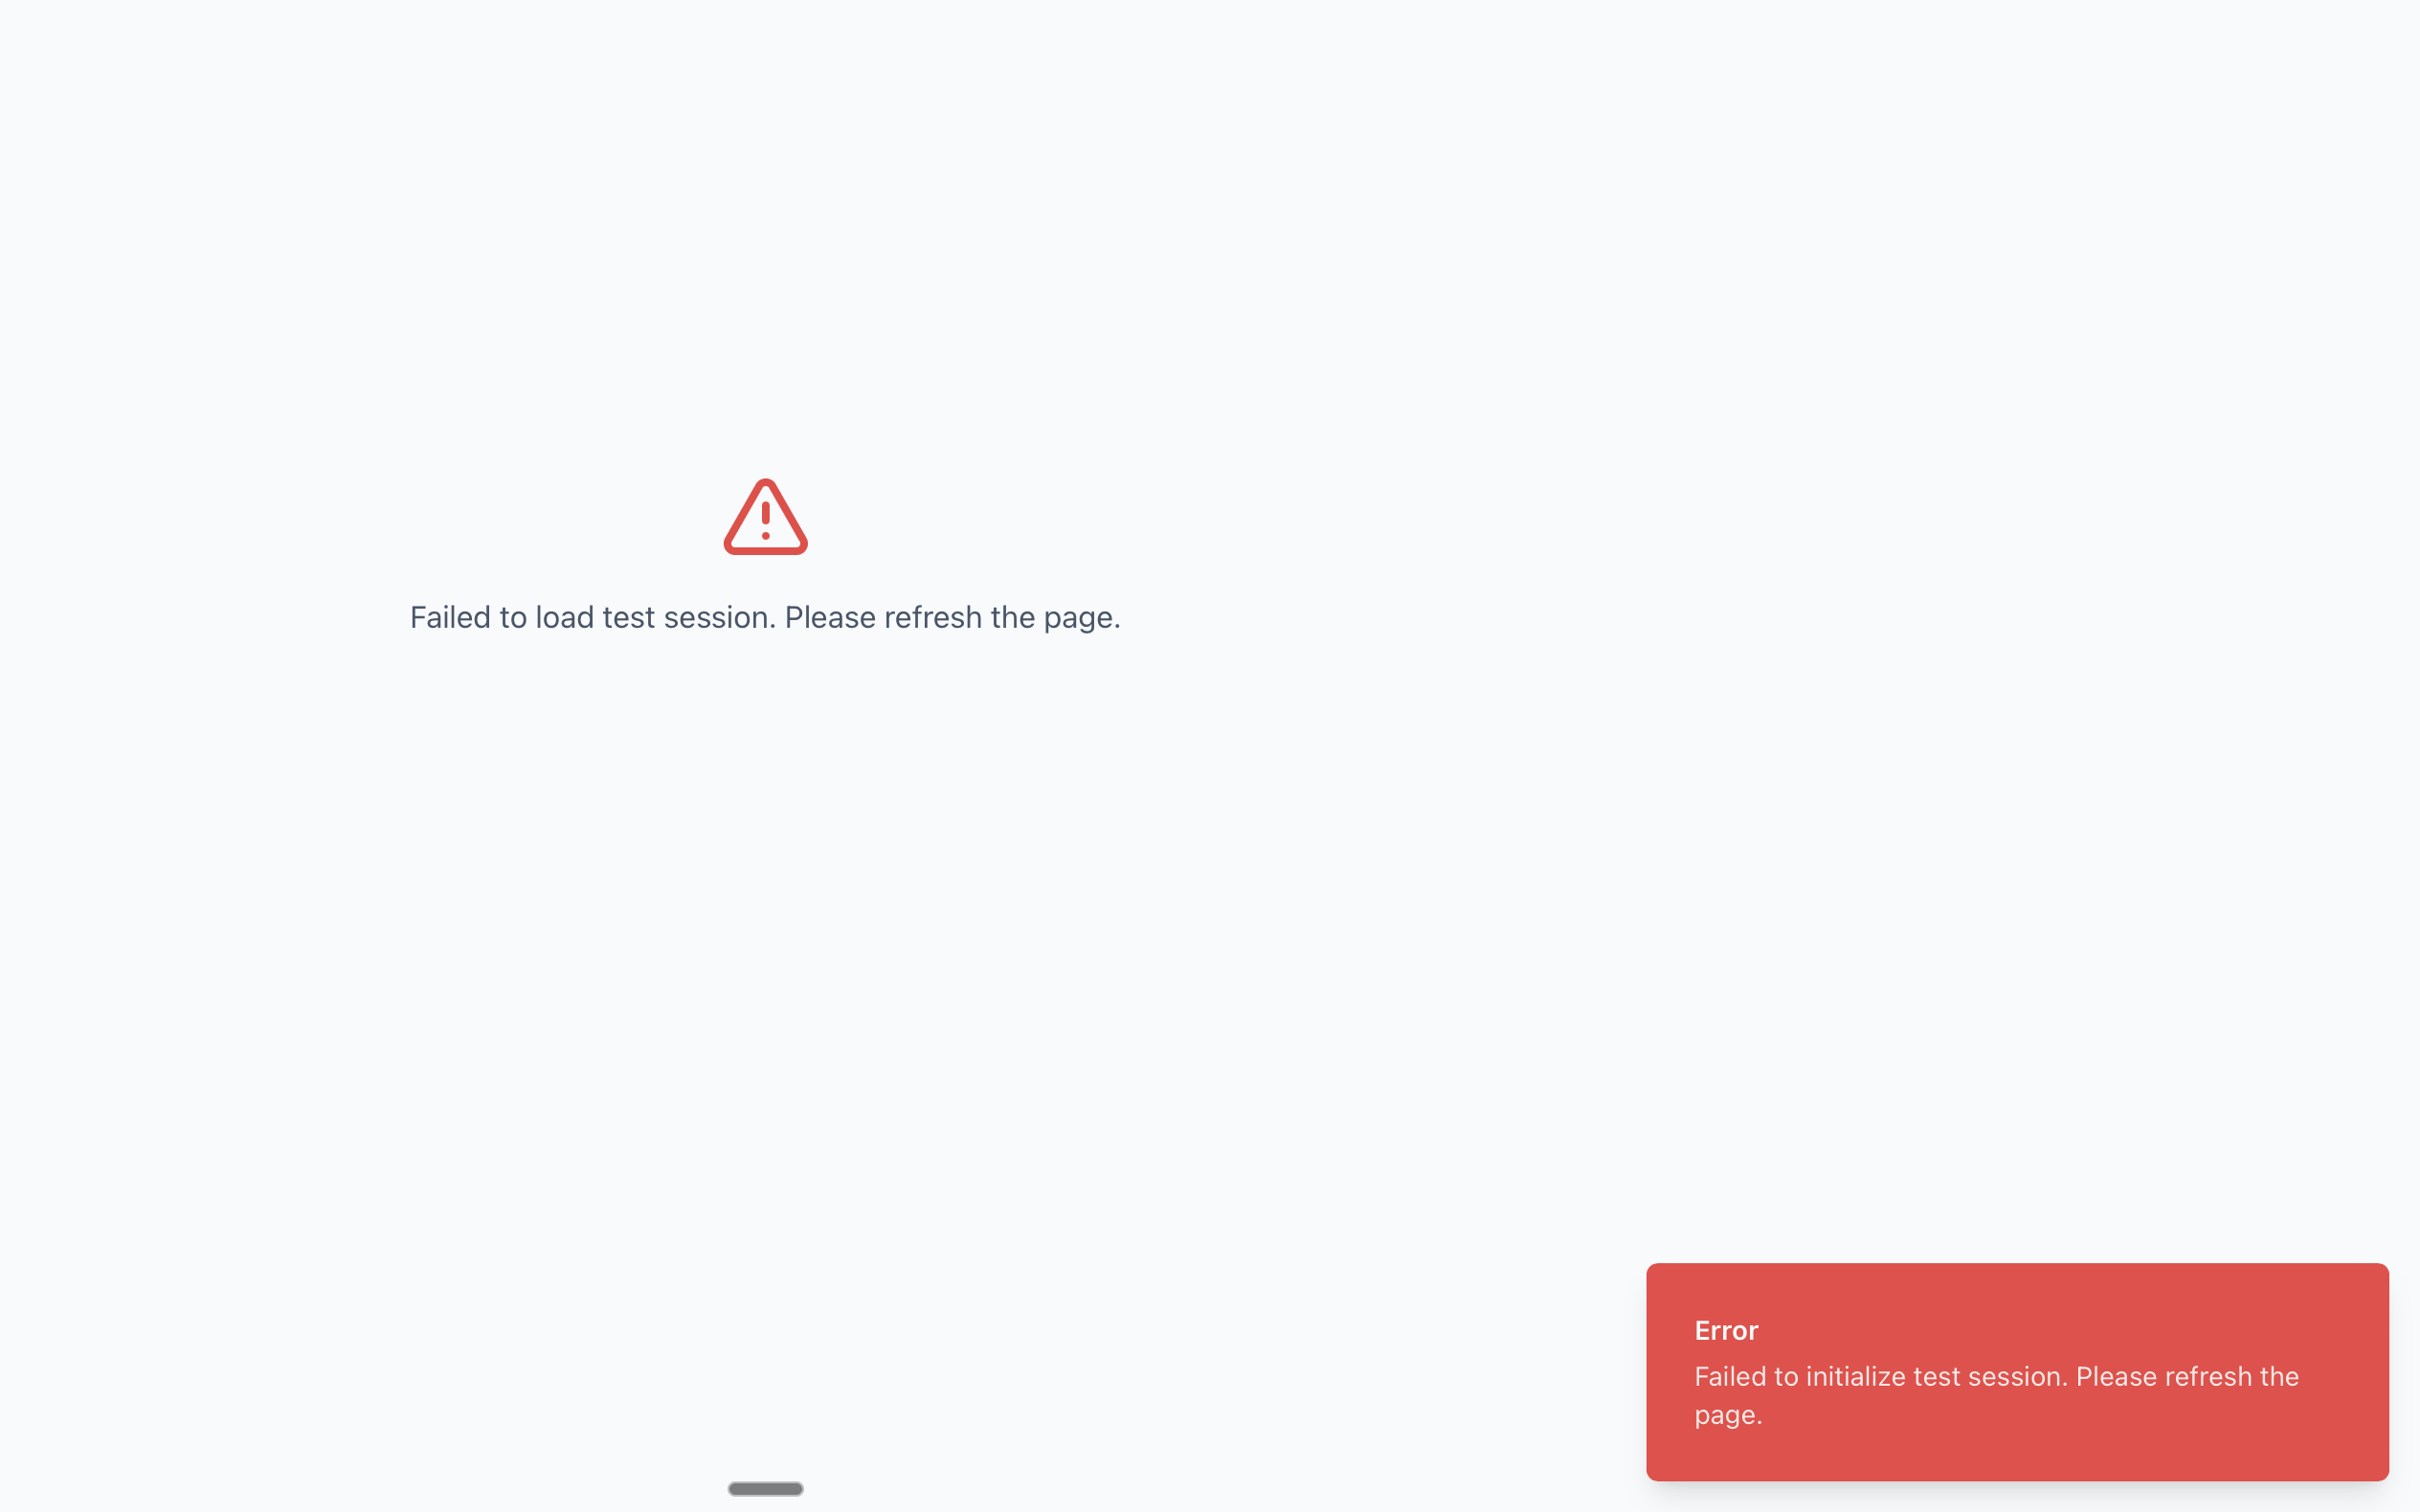 Failed to load test session. Please refresh the page.
Error
Failed to initialize test session. Please refresh the
page.